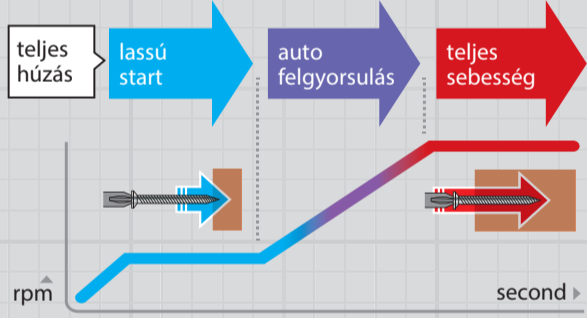 teljes
húzás
lassú
start
auto
felgyorsulás
teljes
sebesség
rpm
second